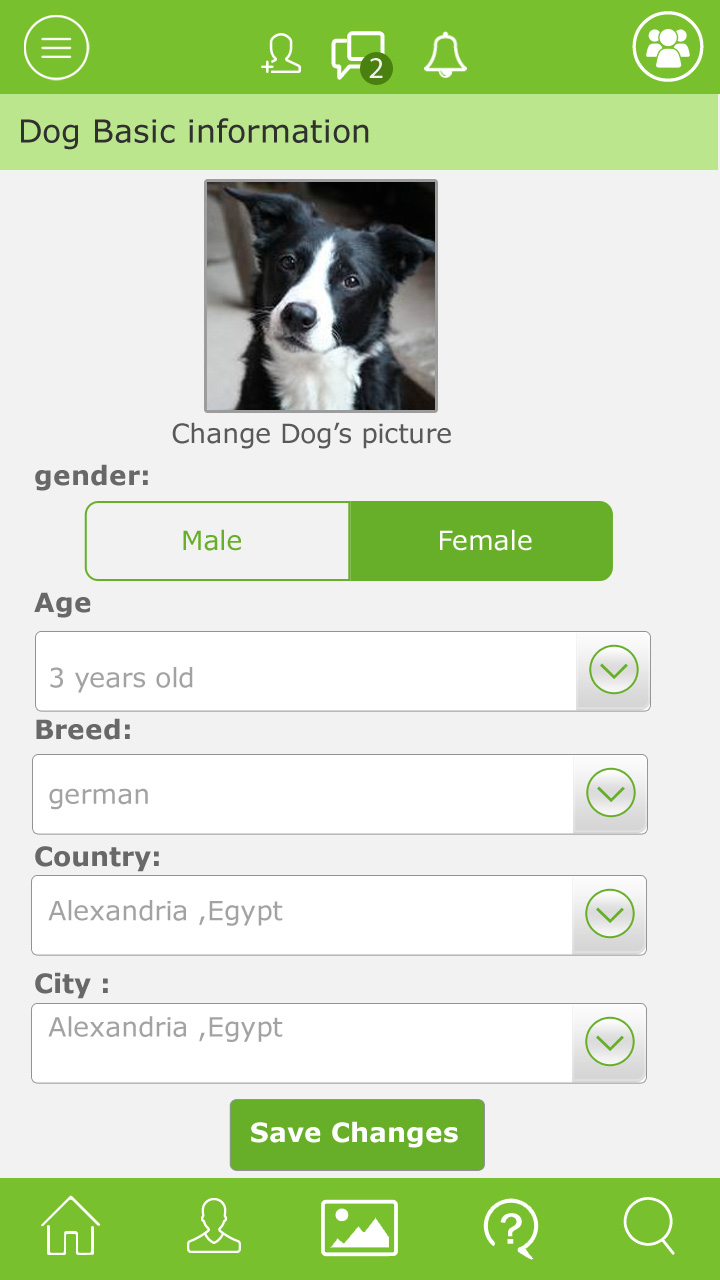 2
Dog Basic information
Change Dog’s picture
gender:
Male Female
Age
3 years old
Breed:
german
Country:
Alexandria ,Egypt
City :
Alexandria ,Egypt
Save Changes
?